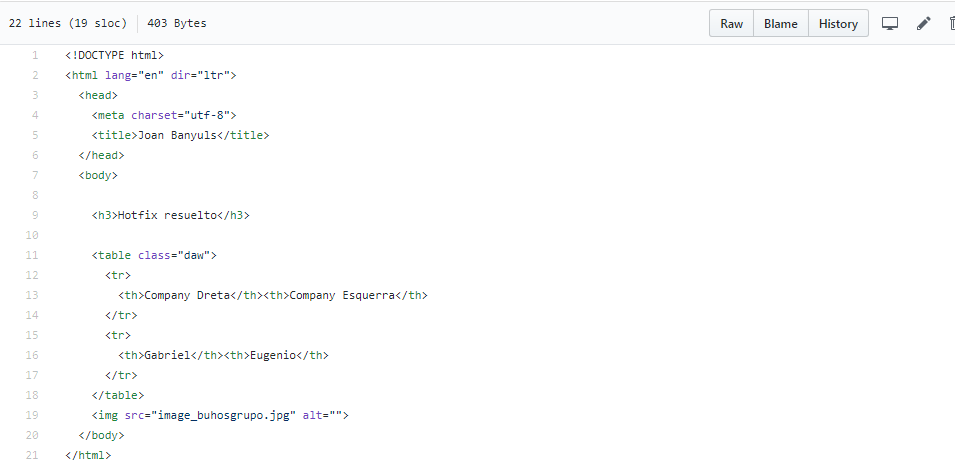 22 lines (19 sloc) 403 Bytes Raw Blame History
1 <!DOCTYPE html>
2 <html lang="en" dir="ltr">
3 <head>
4 <meta charset="utf-8">
5 <title>Joan Banyuls</title>
6 </head>
7 <body>
8
9 <h3>Hotfix resuelto</h3>
10
11 <table class="daw">
12 <tr>
13 <th>Company Dreta</th><th>Company Esquerra</th>
14 </tr>
15 <tr>
16 <th>Gabriel</th><th>Eugenio</th>
17 </tr>
18 </table>
19 <img src="image_buhosgrupo.jpg" alt="">
20 </body>
21 </html>